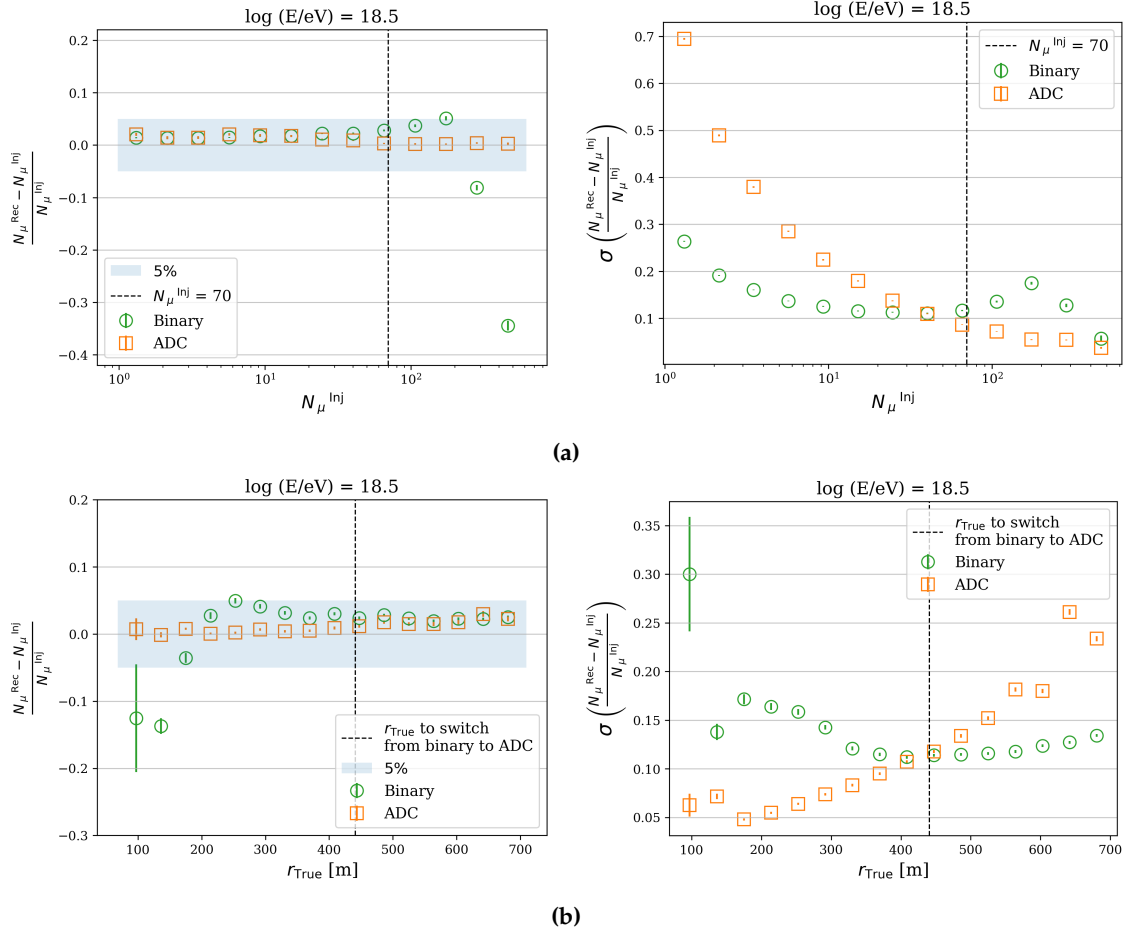 log (E/eV) = 18.5
0.2
0.1
0.0
−0.1
−0.2
−0.3
−0.4
N_μ^Rec − N_μ^Inj
N_μ^Inj
5%
N_μ^Inj = 70
Binary
ADC
10^0
10^1
10^2
N_μ^Inj
log (E/eV) = 18.5
0.7
0.6
0.5
0.4
0.3
0.2
0.1
σ ( N_μ^Rec − N_μ^Inj
N_μ^Inj )
N_μ^Inj = 70
Binary
ADC
10^0
10^1
10^2
N_μ^Inj
(a)
log (E/eV) = 18.5
0.2
0.1
0.0
−0.1
−0.2
−0.3
N_μ^Rec − N_μ^Inj
N_μ^Inj
r_True to switch
from binary to ADC
5%
Binary
ADC
100
200
300
400
500
600
700
r_True [m]
log (E/eV) = 18.5
0.35
0.30
0.25
0.20
0.15
0.10
0.05
σ ( N_μ^Rec − N_μ^Inj
N_μ^Inj )
r_True to switch
from binary to ADC
Binary
ADC
100
200
300
400
500
600
700
r_True [m]
(b)